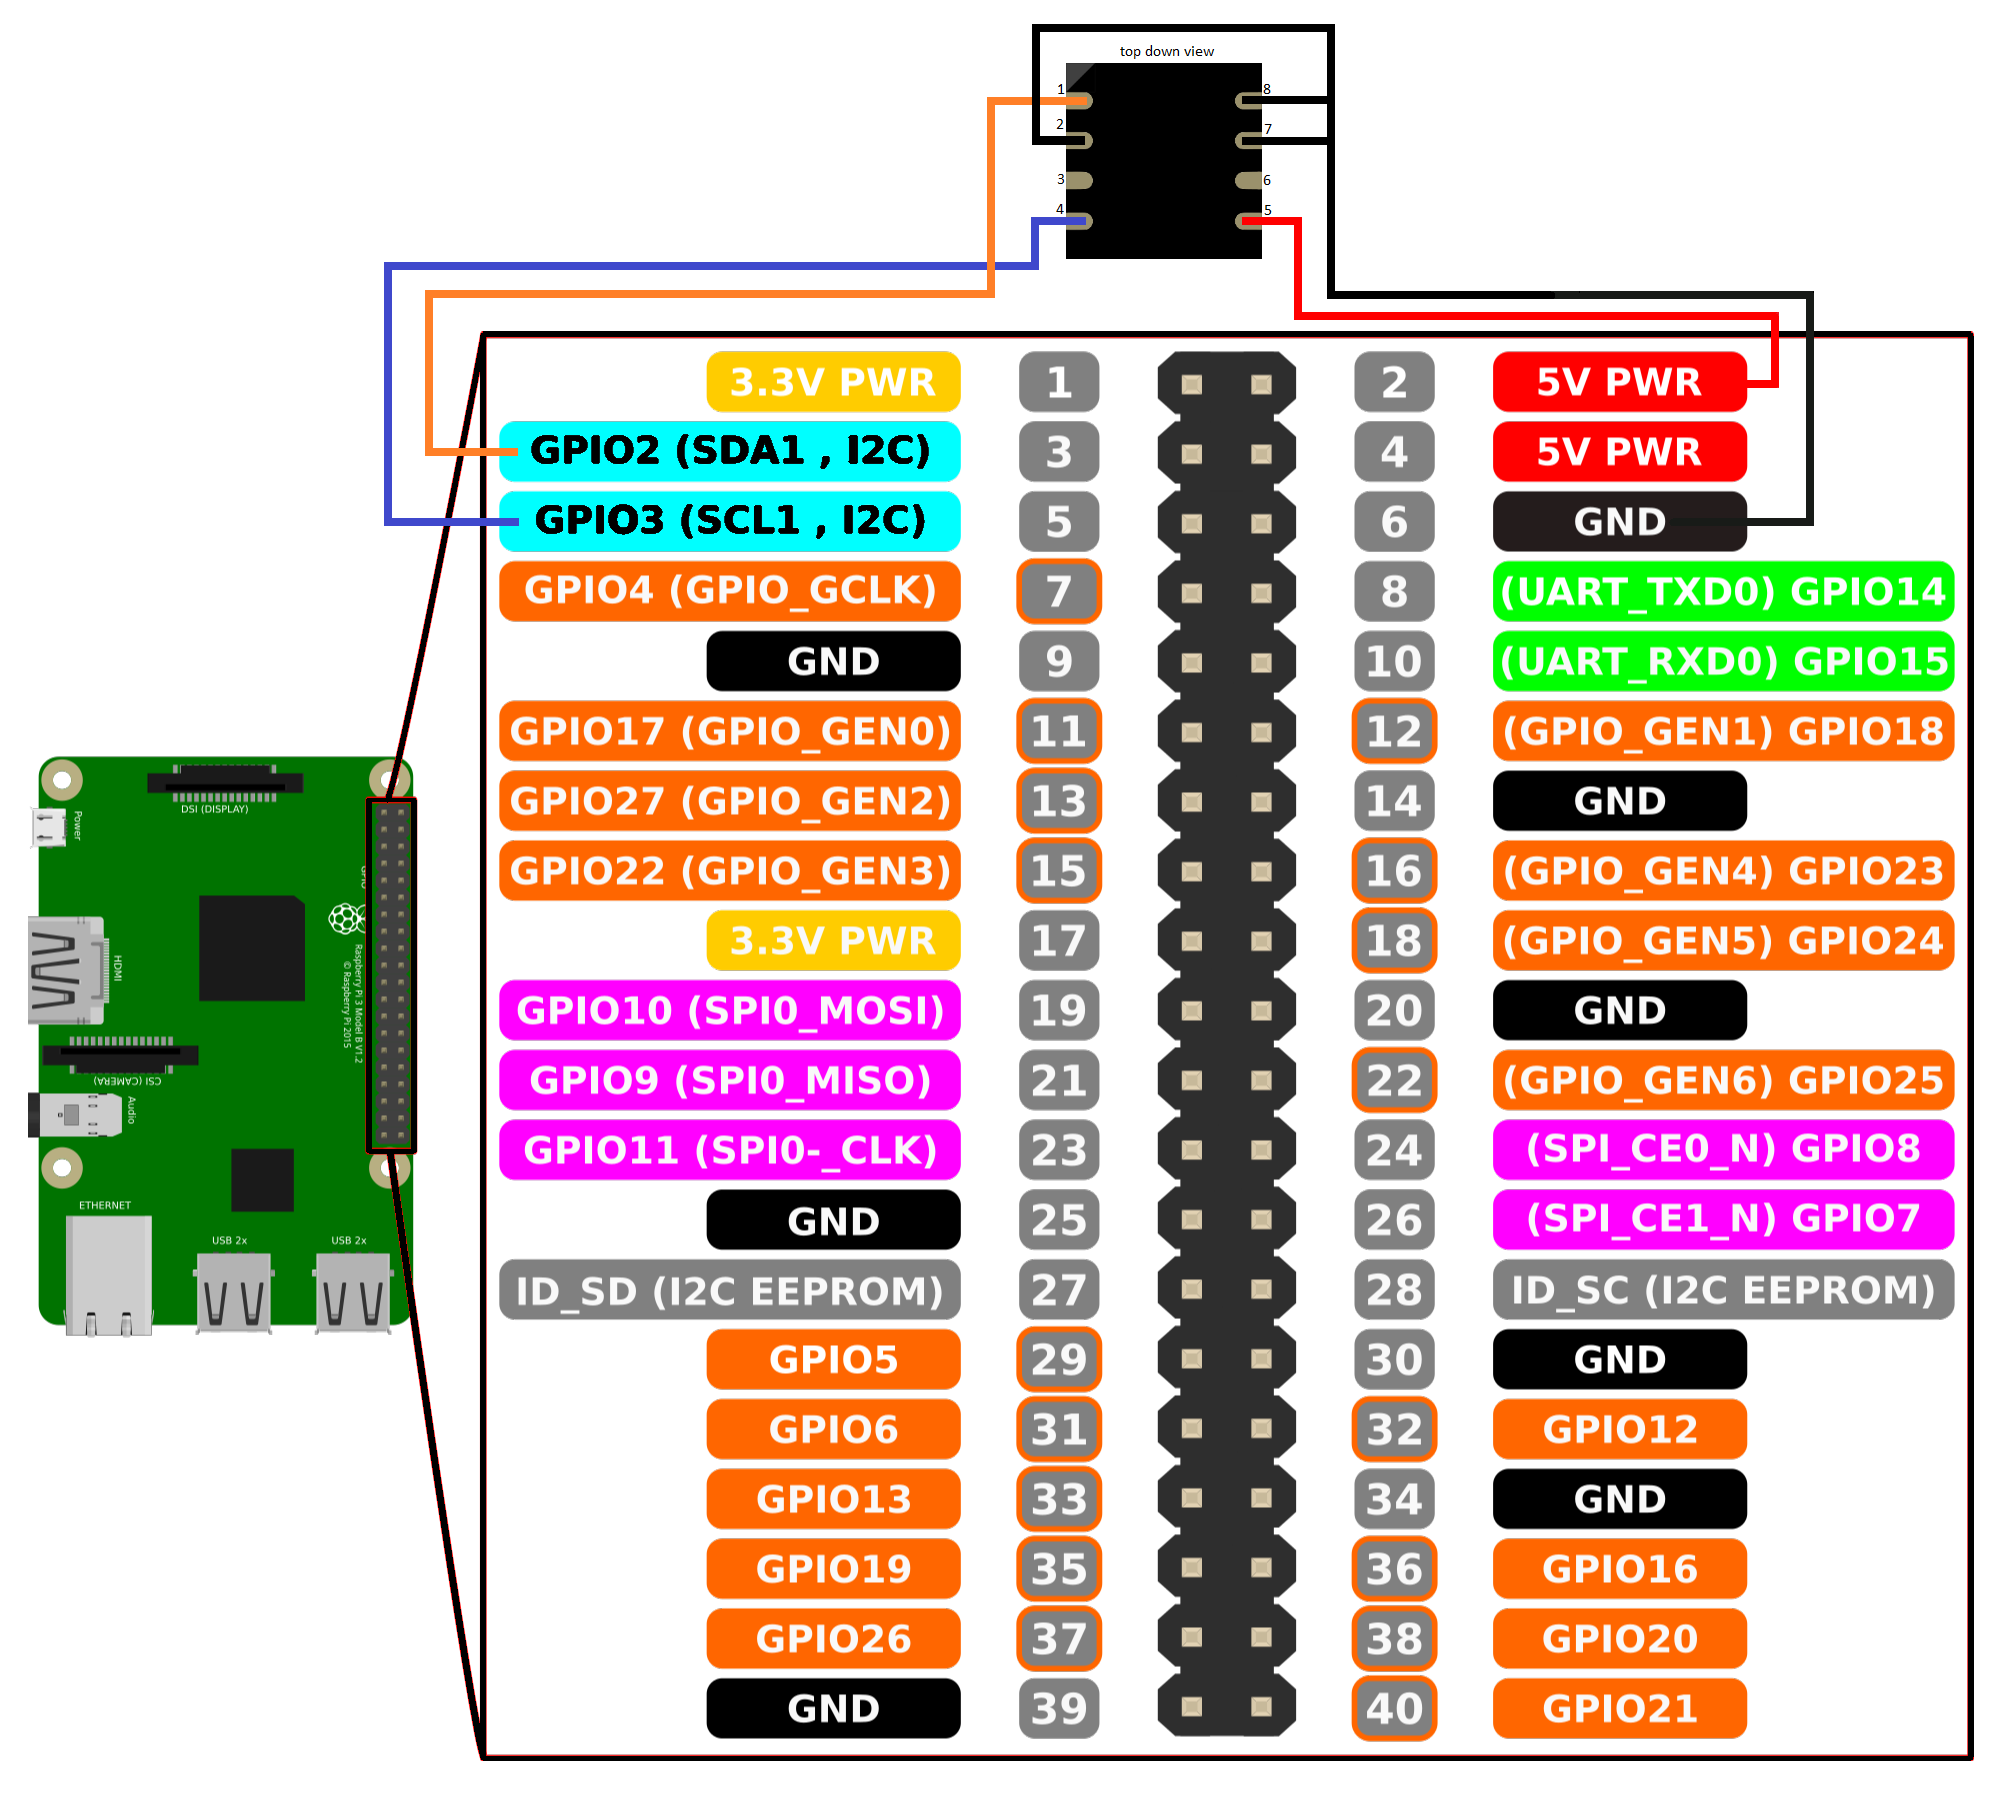 top down view
1 8
2 7
3 6
4 5
3.3V PWR 1 2 5V PWR
GPIO2 (SDA1 , I2C) 3 4 5V PWR
GPIO3 (SCL1 , I2C) 5 6 GND
GPIO4 (GPIO_GCLK) 7 8 (UART_TXD0) GPIO14
GND 9 10 (UART_RXD0) GPIO15
GPIO17 (GPIO_GEN0) 11 12 (GPIO_GEN1) GPIO18
GPIO27 (GPIO_GEN2) 13 14 GND
GPIO22 (GPIO_GEN3) 15 16 (GPIO_GEN4) GPIO23
3.3V PWR 17 18 (GPIO_GEN5) GPIO24
GPIO10 (SPI0_MOSI) 19 20 GND
GPIO9 (SPI0_MISO) 21 22 (GPIO_GEN6) GPIO25
GPIO11 (SPI0-_CLK) 23 24 (SPI_CE0_N) GPIO8
GND 25 26 (SPI_CE1_N) GPIO7
ID_SD (I2C EEPROM) 27 28 ID_SC (I2C EEPROM)
GPIO5 29 30 GND
GPIO6 31 32 GPIO12
GPIO13 33 34 GND
GPIO19 35 36 GPIO16
GPIO26 37 38 GPIO20
GND 39 40 GPIO21
DSI (DISPLAY)
Power
GPIO
HDMI
Raspberry Pi 3 Model B V1.2
© Raspberry Pi 2015
CSI (CAMERA)
Audio
ETHERNET
USB 2x
USB 2x